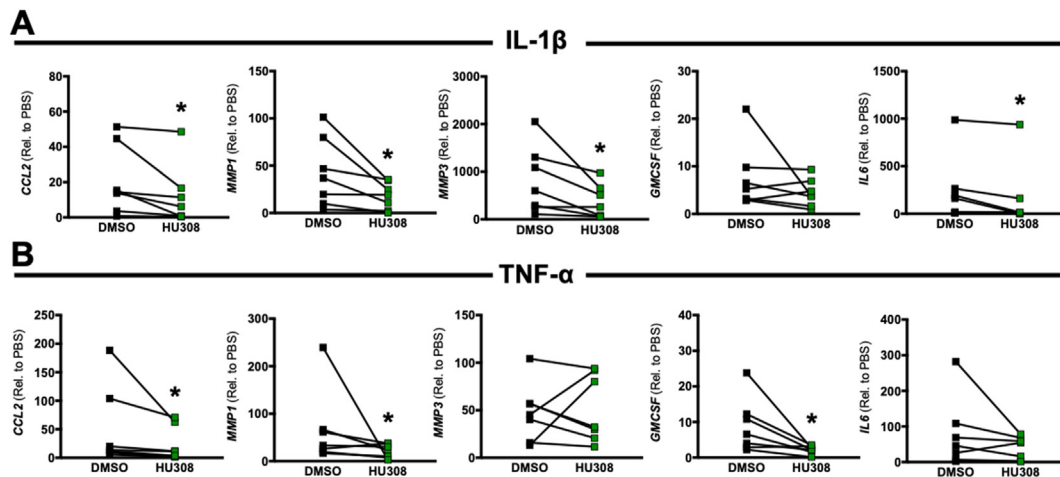 A
IL-1β
CCL2 (Rel. to PBS)
80
60
40
20
0
*
DMSO HU308
MMP1 (Rel. to PBS)
150
100
50
0
*
DMSO HU308
MMP3 (Rel. to PBS)
3000
2000
1000
0
*
DMSO HU308
GMCSF (Rel. to PBS)
30
20
10
0
DMSO HU308
IL6 (Rel. to PBS)
1500
1000
500
0
*
DMSO HU308
B
TNF-α
CCL2 (Rel. to PBS)
250
200
150
100
50
0
*
DMSO HU308
MMP1 (Rel. to PBS)
300
200
100
0
*
DMSO HU308
MMP3 (Rel. to PBS)
150
100
50
0
DMSO HU308
GMCSF (Rel. to PBS)
40
30
20
10
0
*
DMSO HU308
IL6 (Rel. to PBS)
400
300
200
100
0
DMSO HU308